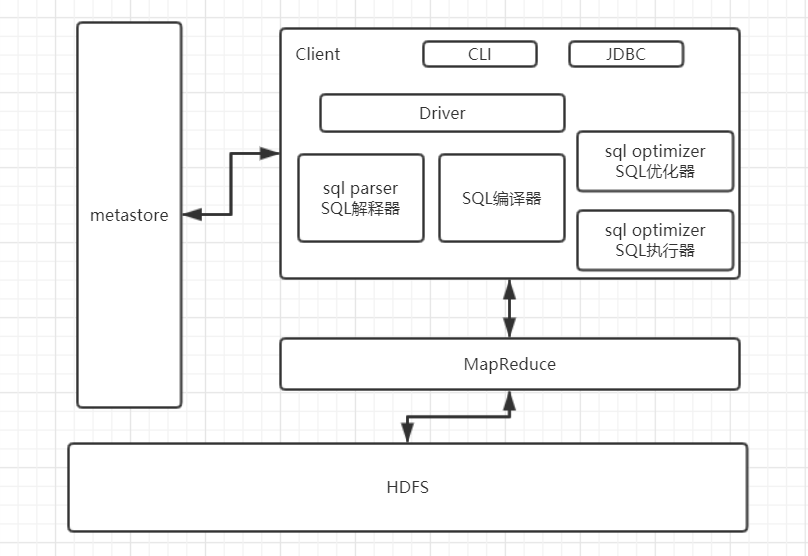 Client
CLI
JDBC
Driver
sql parser
SQL解释器
SQL编译器
sql optimizer
SQL优化器
sql optimizer
SQL执行器
metastore
MapReduce
HDFS